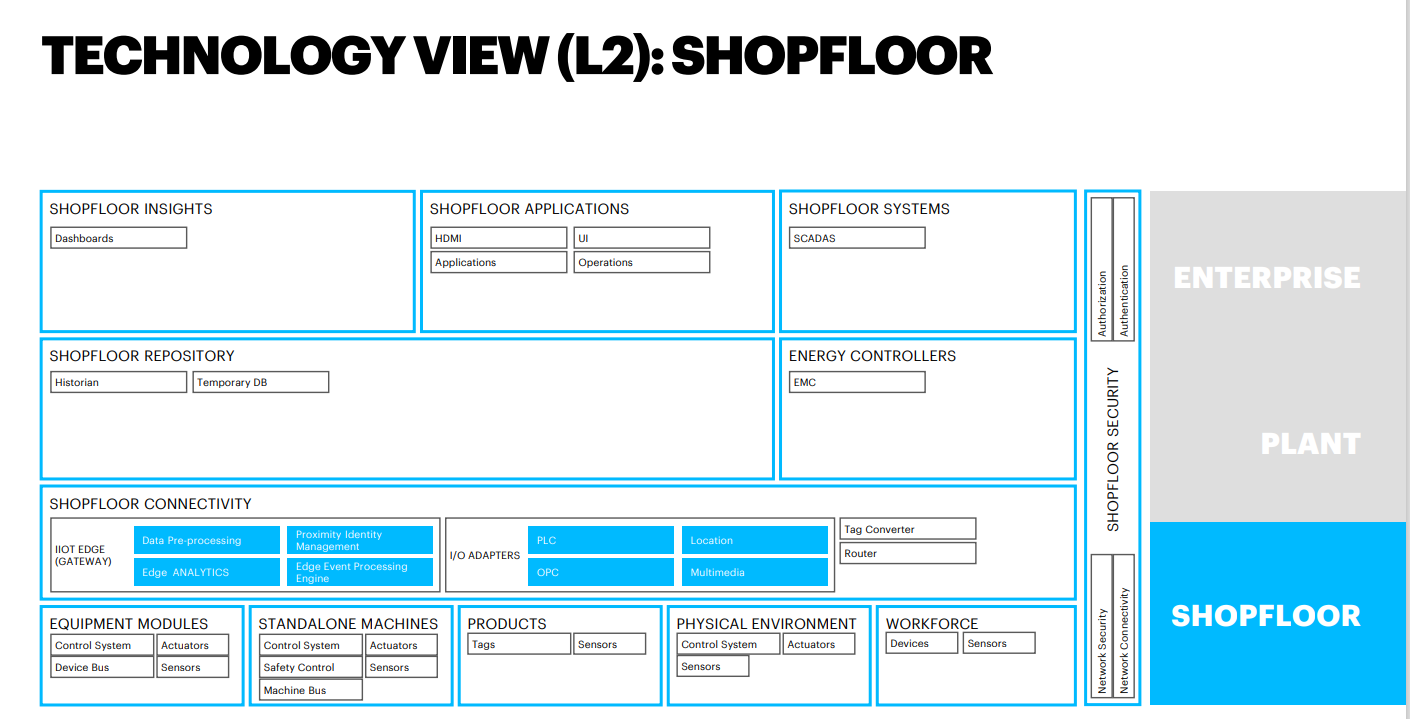 TECHNOLOGY VIEW (L2): SHOPFLOOR
SHOPFLOOR INSIGHTS
Dashboards
SHOPFLOOR APPLICATIONS
HDMI
UI
Applications
Operations
SHOPFLOOR SYSTEMS
SCADAS
SHOPFLOOR REPOSITORY
Historian
Temporary DB
ENERGY CONTROLLERS
EMC
SHOPFLOOR CONNECTIVITY
IIOT EDGE
(GATEWAY)
Data Pre-processing
Proximity Identity
Management
Edge ANALYTICS
Edge Event Processing
Engine
I/O ADAPTERS
PLC
Location
OPC
Multimedia
Tag Converter
Router
EQUIPMENT MODULES
Control System
Actuators
Device Bus
Sensors
STANDALONE MACHINES
Control System
Actuators
Safety Control
Sensors
Machine Bus
PRODUCTS
Tags
Sensors
PHYSICAL ENVIRONMENT
Control System
Actuators
Sensors
WORKFORCE
Devices
Sensors
Authorization
Authentication
SHOPFLOOR SECURITY
Network Security
Network Connectivity
ENTERPRISE
PLANT
SHOPFLOOR